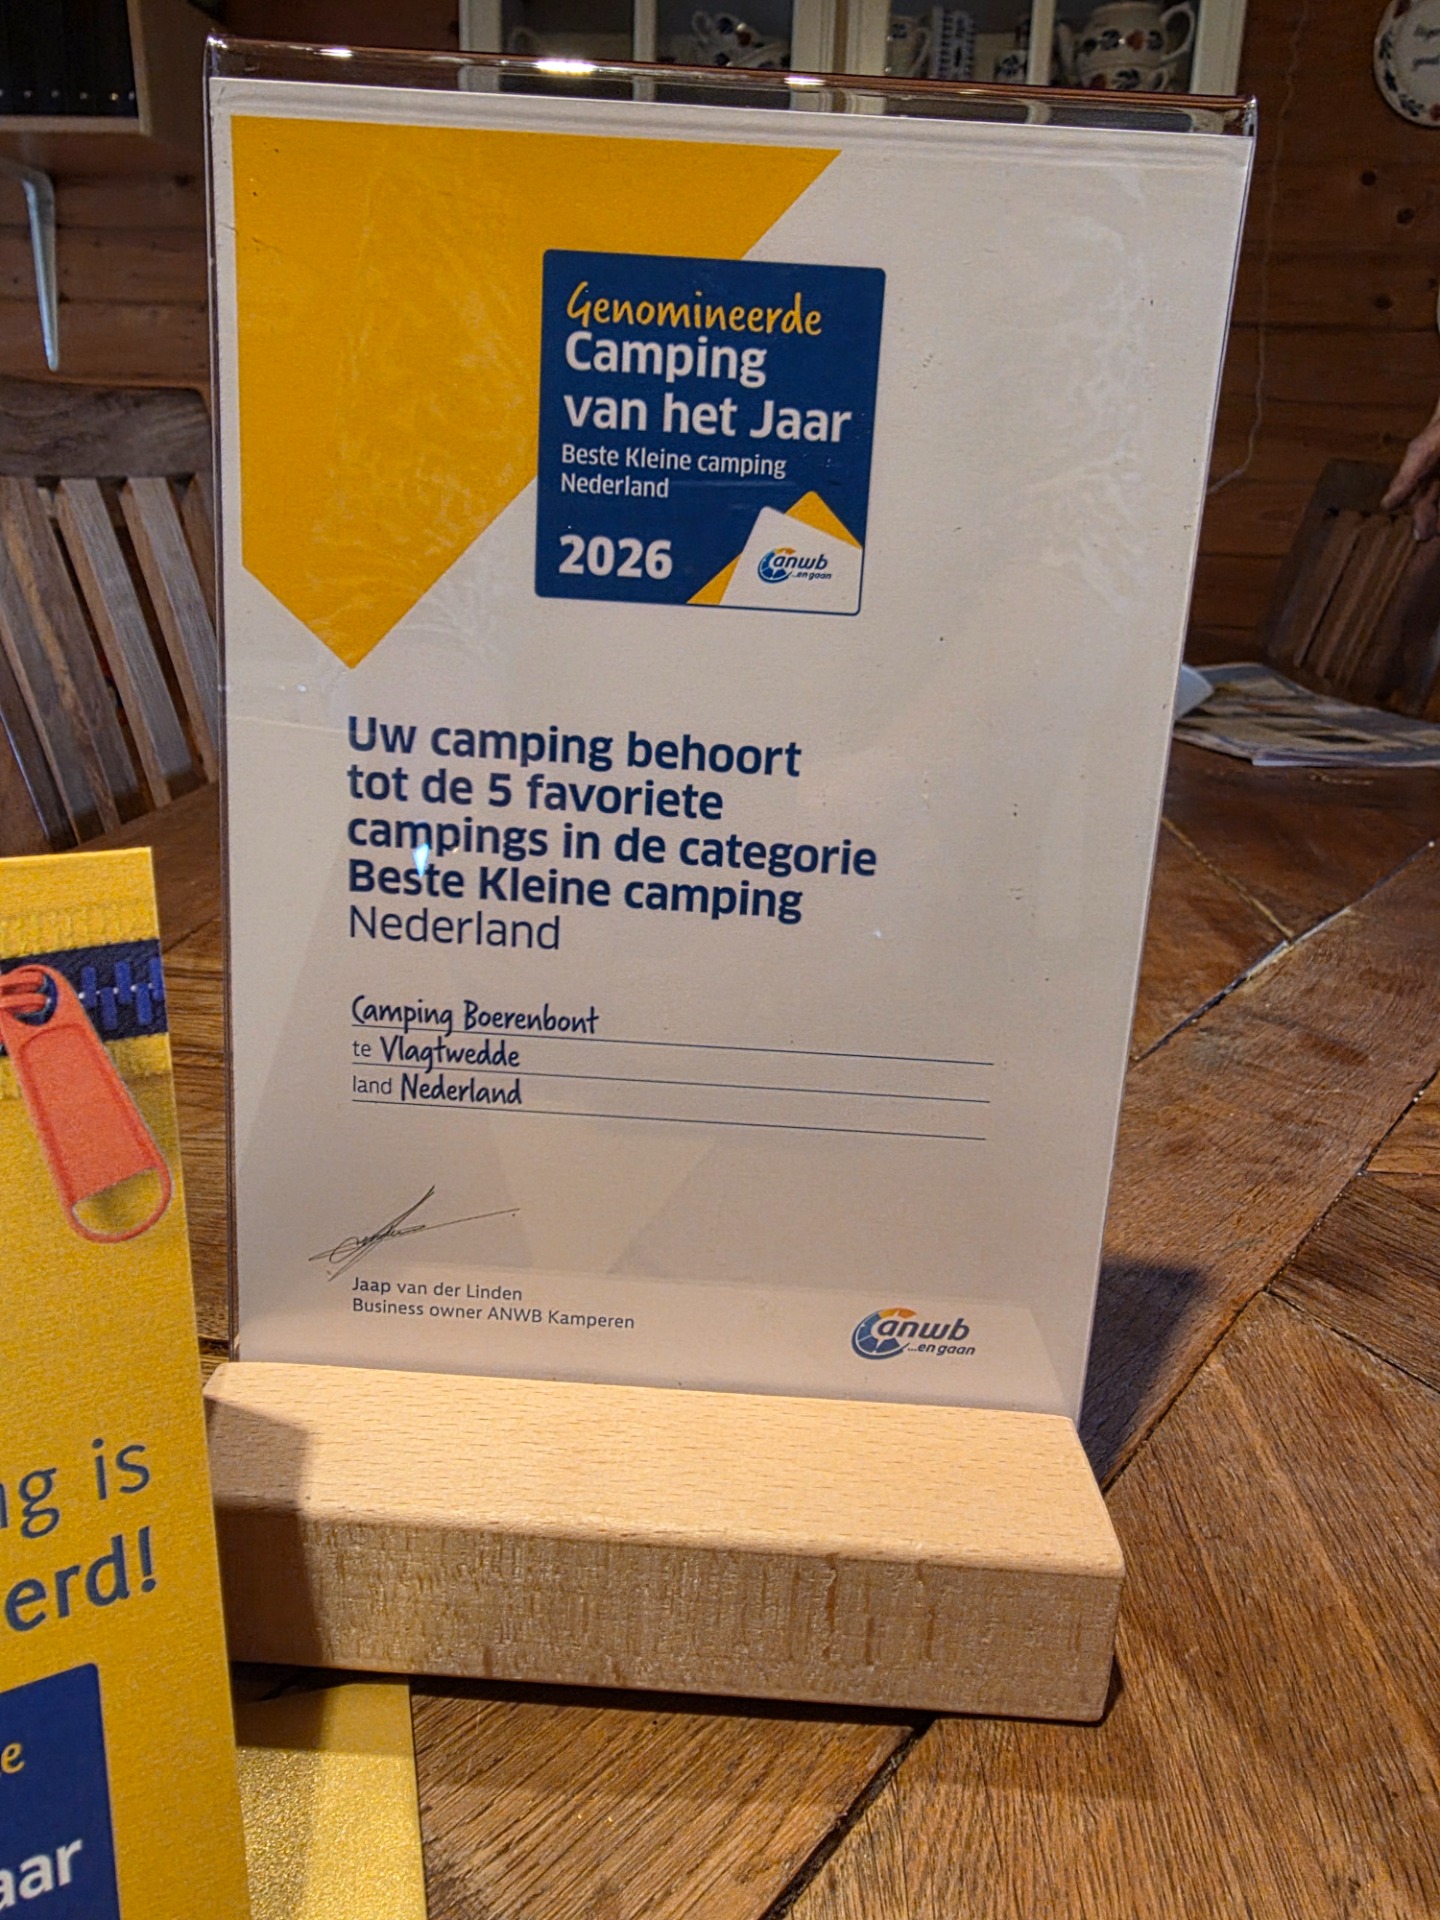 Genomineerde
Camping
van het Jaar
Beste Kleine camping
Nederland
2026
anwb
...en gaan
Uw camping behoort
tot de 5 favoriete
campings in de categorie
Beste Kleine camping
Nederland
Camping Boerenbont
te Vlagtwedde
land Nederland
Jaap van der Linden
Business owner ANWB Kamperen
anwb
...en gaan
ng is
erd!
e
aar